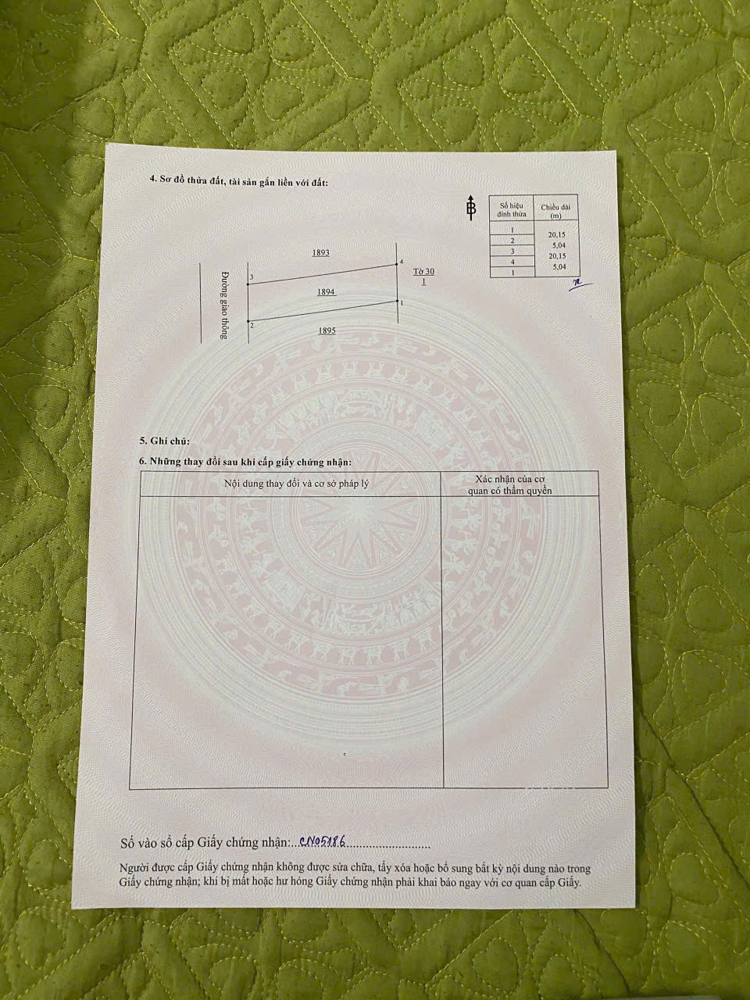 4. Sơ đồ thửa đất, tài sản gắn liền với đất:
B
Số hiệu đỉnh thửa
Chiều dài (m)
1
20,15
2
5,04
3
20,15
4
5,04
1
1893
4
3
Tờ 30
1
Đường giao thông
1894
1
2
1895
5. Ghi chú:
6. Những thay đổi sau khi cấp giấy chứng nhận:
Nội dung thay đổi và cơ sở pháp lý
Xác nhận của cơ
quan có thẩm quyền
Số vào sổ cấp Giấy chứng nhận:...CN05186...........................
Người được cấp Giấy chứng nhận không được sửa chữa, tẩy xóa hoặc bổ sung bất kỳ nội dung nào trong
Giấy chứng nhận; khi bị mất hoặc hư hỏng Giấy chứng nhận phải khai báo ngay với cơ quan cấp Giấy.